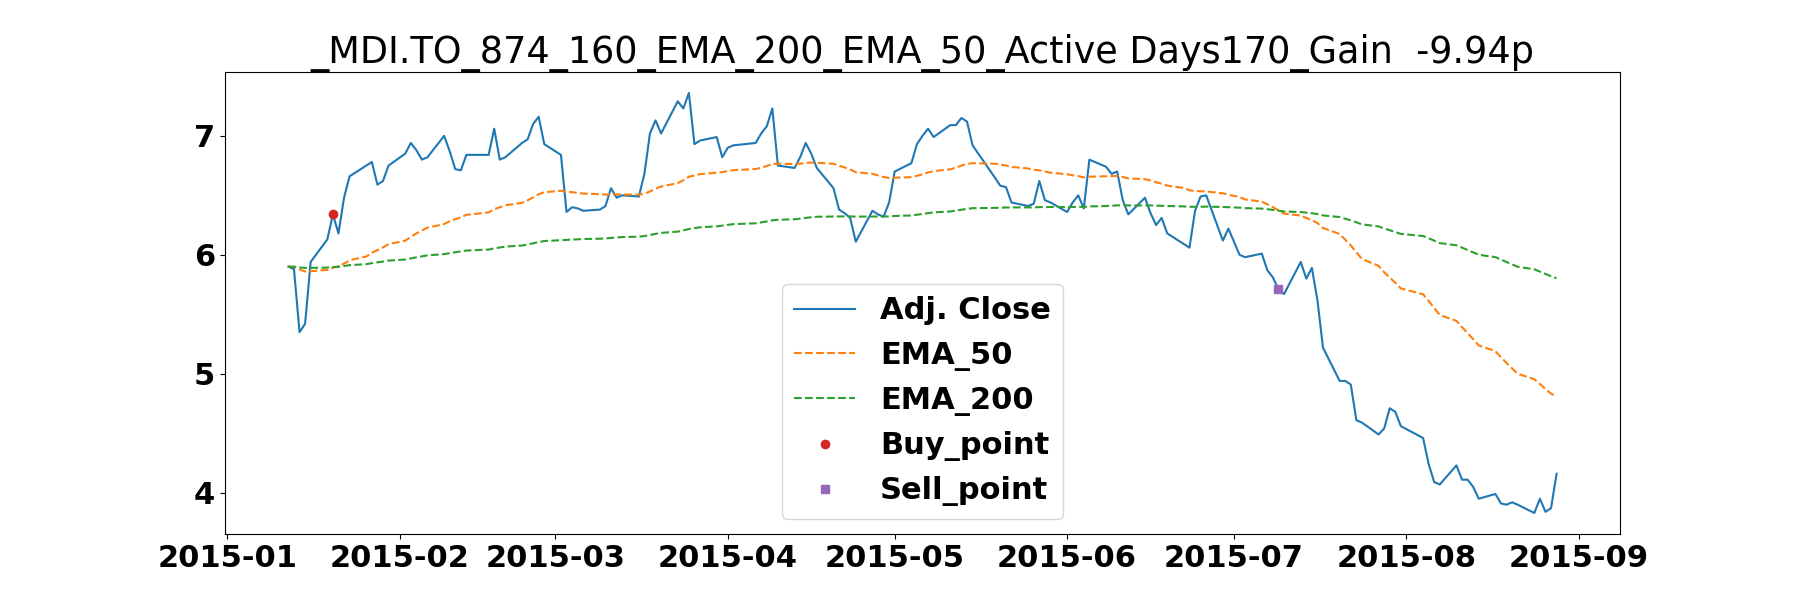 _MDI.TO_874_160_EMA_200_EMA_50_Active Days170_Gain  -9.94p
7
6
5
4
Adj. Close
EMA_50
EMA_200
Buy_point
Sell_point
2015-01 2015-02 2015-03 2015-04 2015-05 2015-06 2015-07 2015-08 2015-09